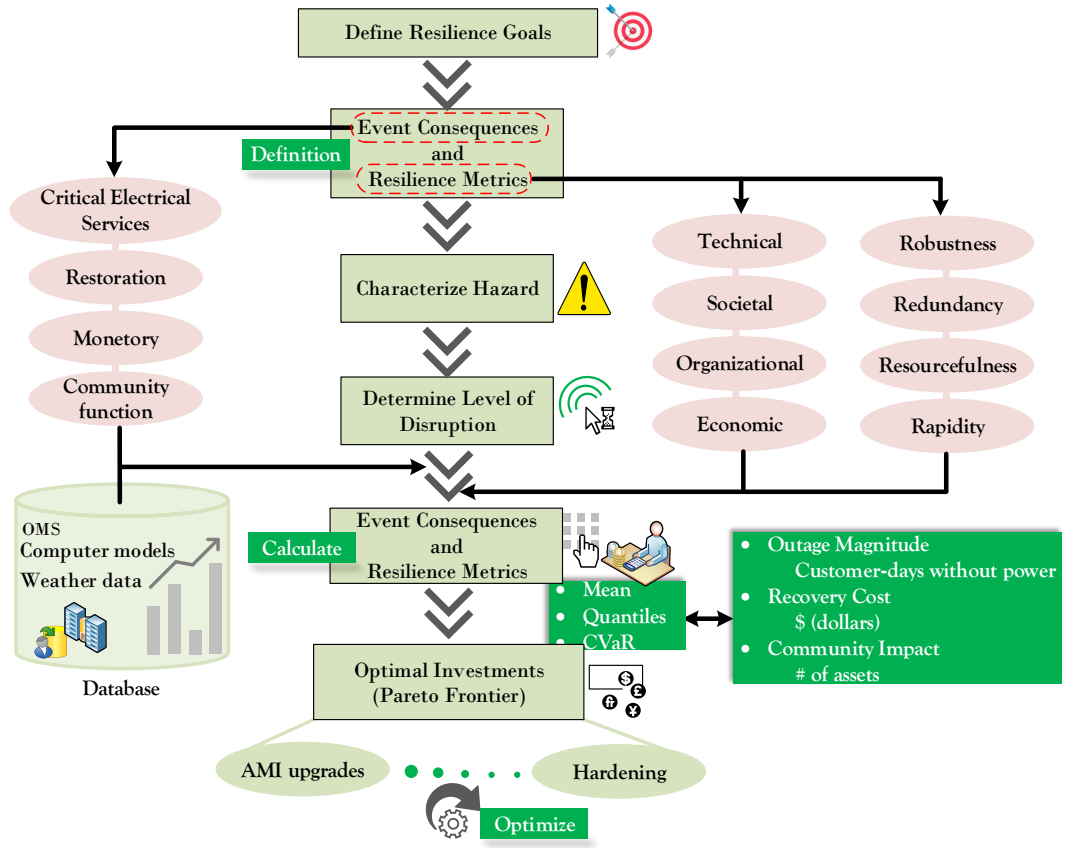 Define Resilience Goals
Event Consequences
and
Resilience Metrics
Definition
Critical Electrical
Services
Restoration
Monetory
Community
function
Technical
Societal
Organizational
Economic
Robustness
Redundancy
Resourcefulness
Rapidity
Characterize Hazard
Determine Level of
Disruption
OMS
Computer models
Weather data
Database
Event Consequences
and
Resilience Metrics
Calculate
• Mean
• Quantiles
• CVaR
• Outage Magnitude
Customer-days without power
• Recovery Cost
$ (dollars)
• Community Impact
# of assets
Optimal Investments
(Pareto Frontier)
AMI upgrades
Hardening
Optimize